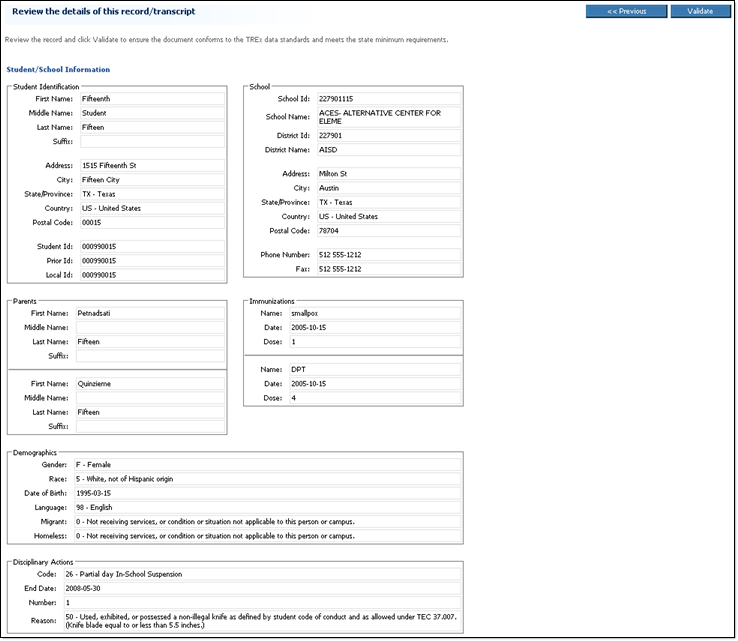 Review the details of this record/transcript
<< Previous
Validate
Review the record and click Validate to ensure the document conforms to the TREx data standards and meets the state minimum requirements.
Student/School Information
Student Identification
First Name: Fifteenth
Middle Name: Student
Last Name: Fifteen
Suffix:
Address: 1515 Fifteenth St
City: Fifteen City
State/Province: TX - Texas
Country: US - United States
Postal Code: 00015
Student Id: 000990015
Prior Id: 000990015
Local Id: 000990015
School
School Id: 227901115
School Name: ACES- ALTERNATIVE CENTER FOR
ELEME
District Id: 227901
District Name: AISD
Address: Milton St
City: Austin
State/Province: TX - Texas
Country: US - United States
Postal Code: 78704
Phone Number: 512 555-1212
Fax: 512 555-1212
Parents
First Name: Petnadsati
Middle Name:
Last Name: Fifteen
Suffix:
First Name: Quinzieme
Middle Name:
Last Name: Fifteen
Suffix:
Immunizations
Name: smallpox
Date: 2005-10-15
Dose: 1
Name: DPT
Date: 2005-10-15
Dose: 4
Demographics
Gender: F - Female
Race: 5 - White, not of Hispanic origin
Date of Birth: 1995-03-15
Language: 98 - English
Migrant: 0 - Not receiving services, or condition or situation not applicable to this person or campus.
Homeless: 0 - Not receiving services, or condition or situation not applicable to this person or campus.
Disciplinary Actions
Code: 26 - Partial day In-School Suspension
End Date: 2008-05-30
Number: 1
Reason: 50 - Used, exhibited, or possessed a non-illegal knife as defined by student code of conduct and as allowed under TEC 37.007.
(Knife blade equal to or less than 5.5 inches.)